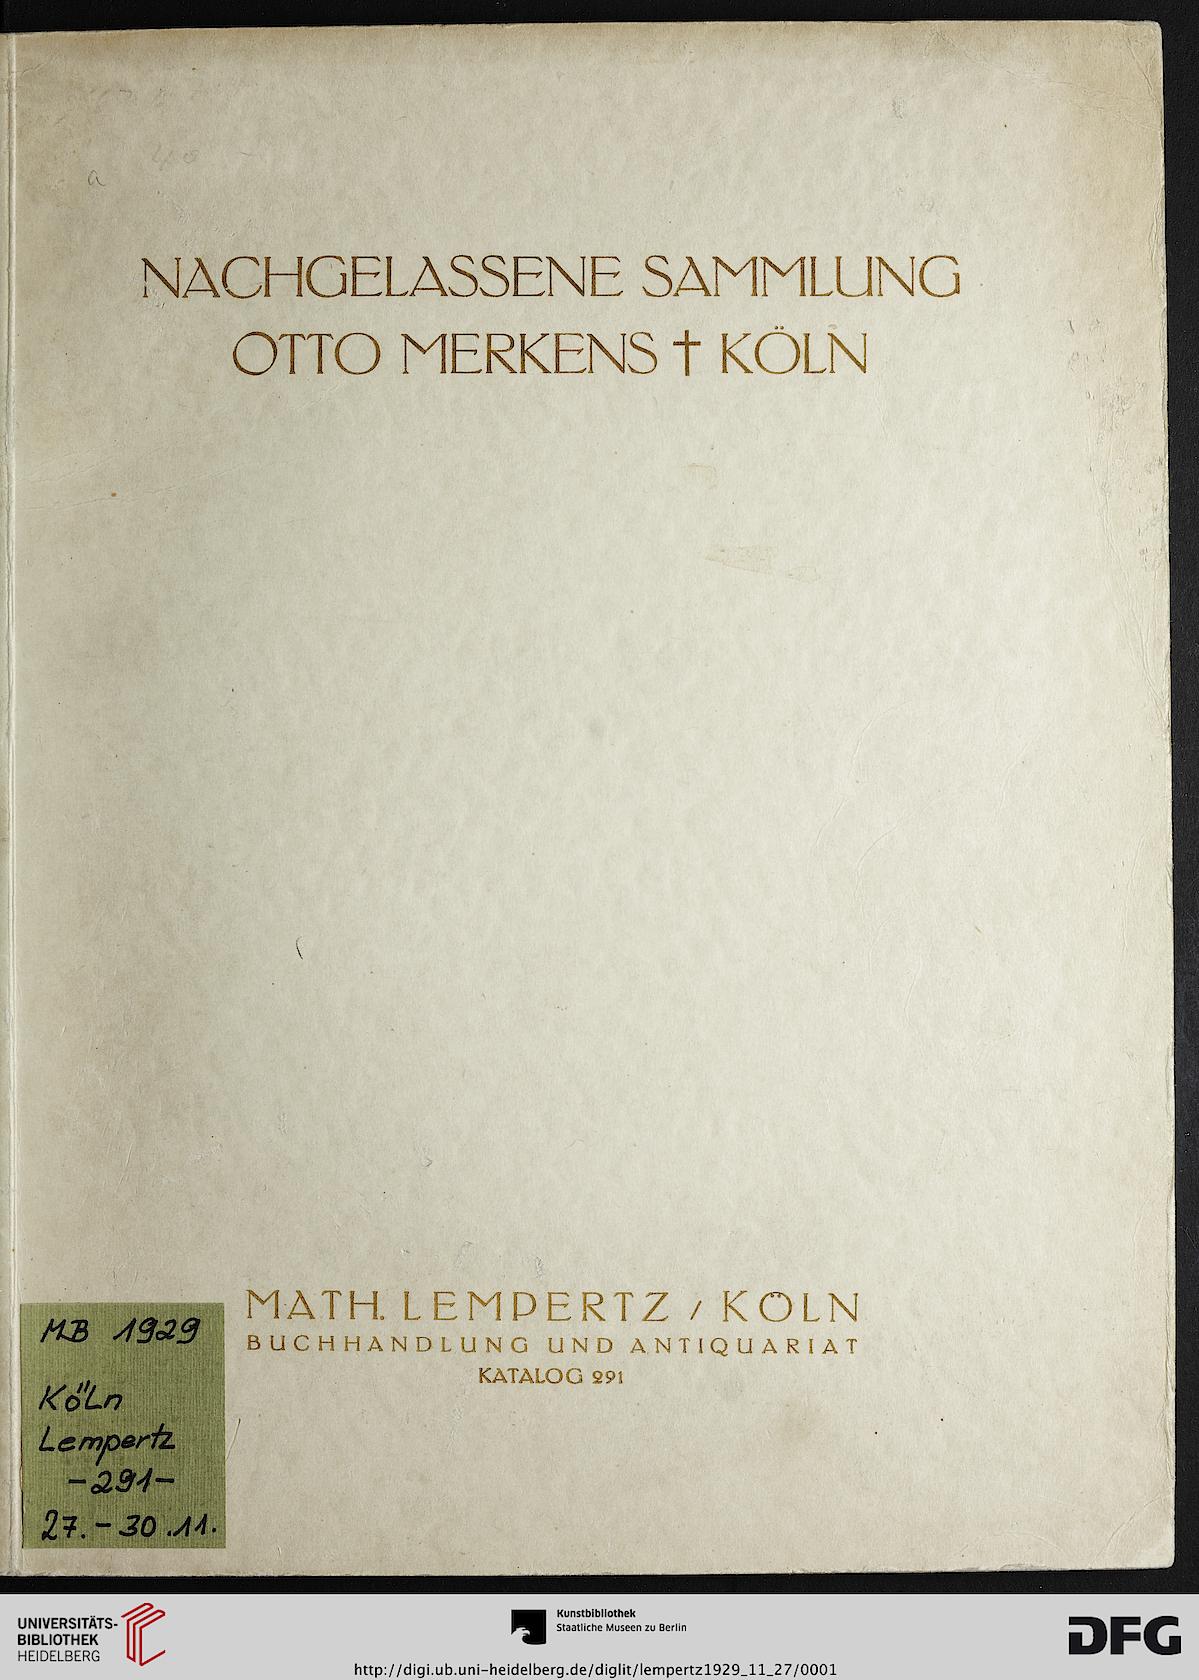 a
NACHGELASSENE SAMMLUNG
OTTO MERKENS † KÖLN
MATH. LEMPERTZ / KÖLN
BUCHHANDLUNG UND ANTIQUARIAT
KATALOG 291
MB 1929
Köln
Lempertz
-291-
27.-30.11.
UNIVERSITÄTS-
BIBLIOTHEK
HEIDELBERG
Kunstbibliothek
Staatliche Museen zu Berlin
DFG
http://digi.ub.uni-heidelberg.de/diglit/lempertz1929_11_27/0001